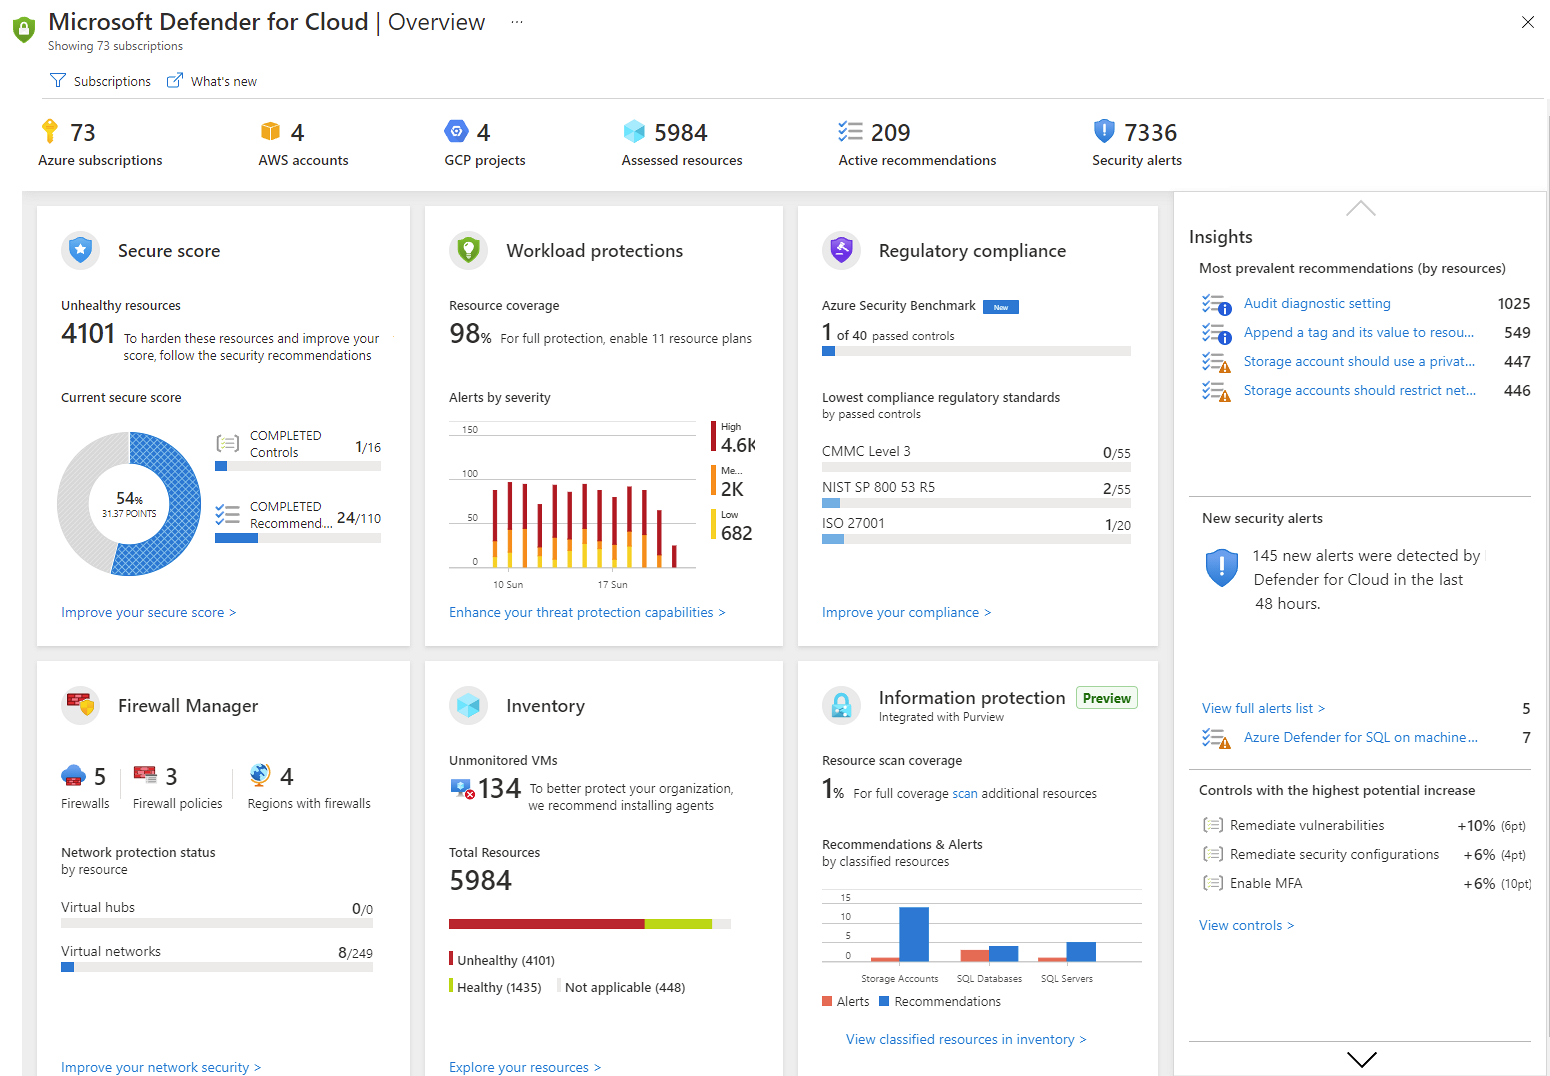 Microsoft Defender for Cloud | Overview ...
Showing 73 subscriptions
Subscriptions What's new
73 4 4 5984 209 7336
Azure subscriptions AWS accounts GCP projects Assessed resources Active recommendations Security alerts
Secure score
Unhealthy resources
4101 To harden these resources and improve your
score, follow the security recommendations
Current secure score
54%
31.37 POINTS
COMPLETED
Controls 1/16
COMPLETED
Recommend... 24/110
Improve your secure score >
Workload protections
Resource coverage
98% For full protection, enable 11 resource plans
Alerts by severity
150
100
50
0
10 Sun 17 Sun
High
4.6K
Me...
2K
Low
682
Enhance your threat protection capabilities >
Regulatory compliance
Azure Security Benchmark New
1 of 40 passed controls
Lowest compliance regulatory standards
by passed controls
CMMC Level 3 0/55
NIST SP 800 53 R5 2/55
ISO 27001 1/20
Improve your compliance >
Firewall Manager
5 3 4
Firewalls Firewall policies Regions with firewalls
Network protection status
by resource
Virtual hubs 0/0
Virtual networks 8/249
Improve your network security >
Inventory
Unmonitored VMs
134 To better protect your organization,
we recommend installing agents
Total Resources
5984
Unhealthy (4101)
Healthy (1435) Not applicable (448)
Explore your resources >
Information protection Preview
Integrated with Purview
Resource scan coverage
1% For full coverage scan additional resources
Recommendations & Alerts
by classified resources
15
10
5
0
Storage Accounts SQL Databases SQL Servers
Alerts Recommendations
View classified resources in inventory >
Insights
Most prevalent recommendations (by resources)
Audit diagnostic setting 1025
Append a tag and its value to resou... 549
Storage account should use a privat... 447
Storage accounts should restrict net... 446
New security alerts
145 new alerts were detected by
Defender for Cloud in the last
48 hours.
View full alerts list > 5
Azure Defender for SQL on machine... 7
Controls with the highest potential increase
Remediate vulnerabilities +10% (6pt)
Remediate security configurations +6% (4pt)
Enable MFA +6% (10pt)
View controls >